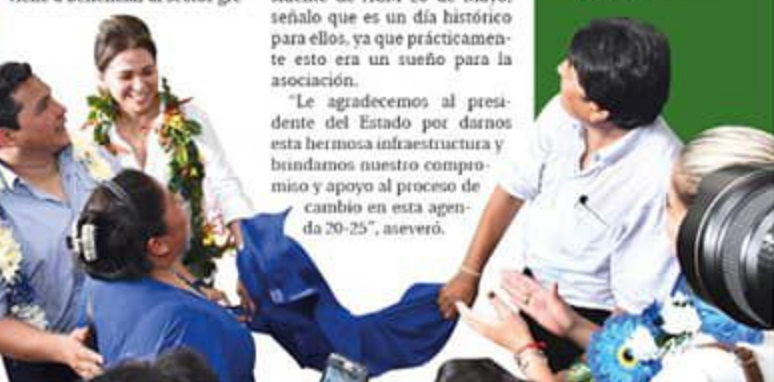 señalo que es un día histórico
para ellos, ya que prácticamen-
te esto era un sueño para la
asociación.
"Le agradecemos al presi-
dente del Estado por darnos
esta hermosa infraestructura y
brindamos nuestro compro-
miso y apoyo al proceso de
cambio en esta agen-
da 20-25", aseveró.